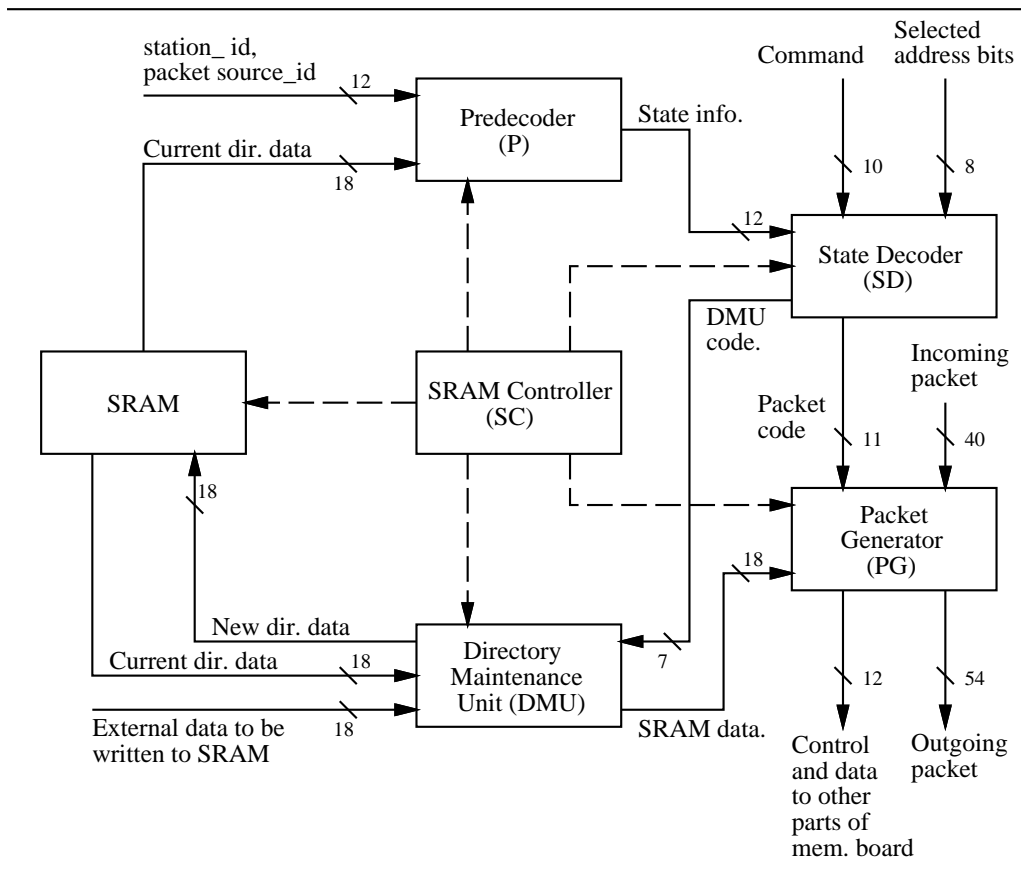 station_ id,
packet source_id
12
Current dir. data
18
Predecoder
(P)
State info.
Command
Selected
address bits
10
8
12
State Decoder
(SD)
DMU
code.
SRAM
SRAM Controller
(SC)
Packet
code
11
Incoming
packet
40
18
Packet
Generator
(PG)
18
New dir. data
Current dir. data
18
External data to be
written to SRAM
18
Directory
Maintenance
Unit (DMU)
7
SRAM data.
12
54
Control
and data
to other
parts of
mem. board
Outgoing
packet